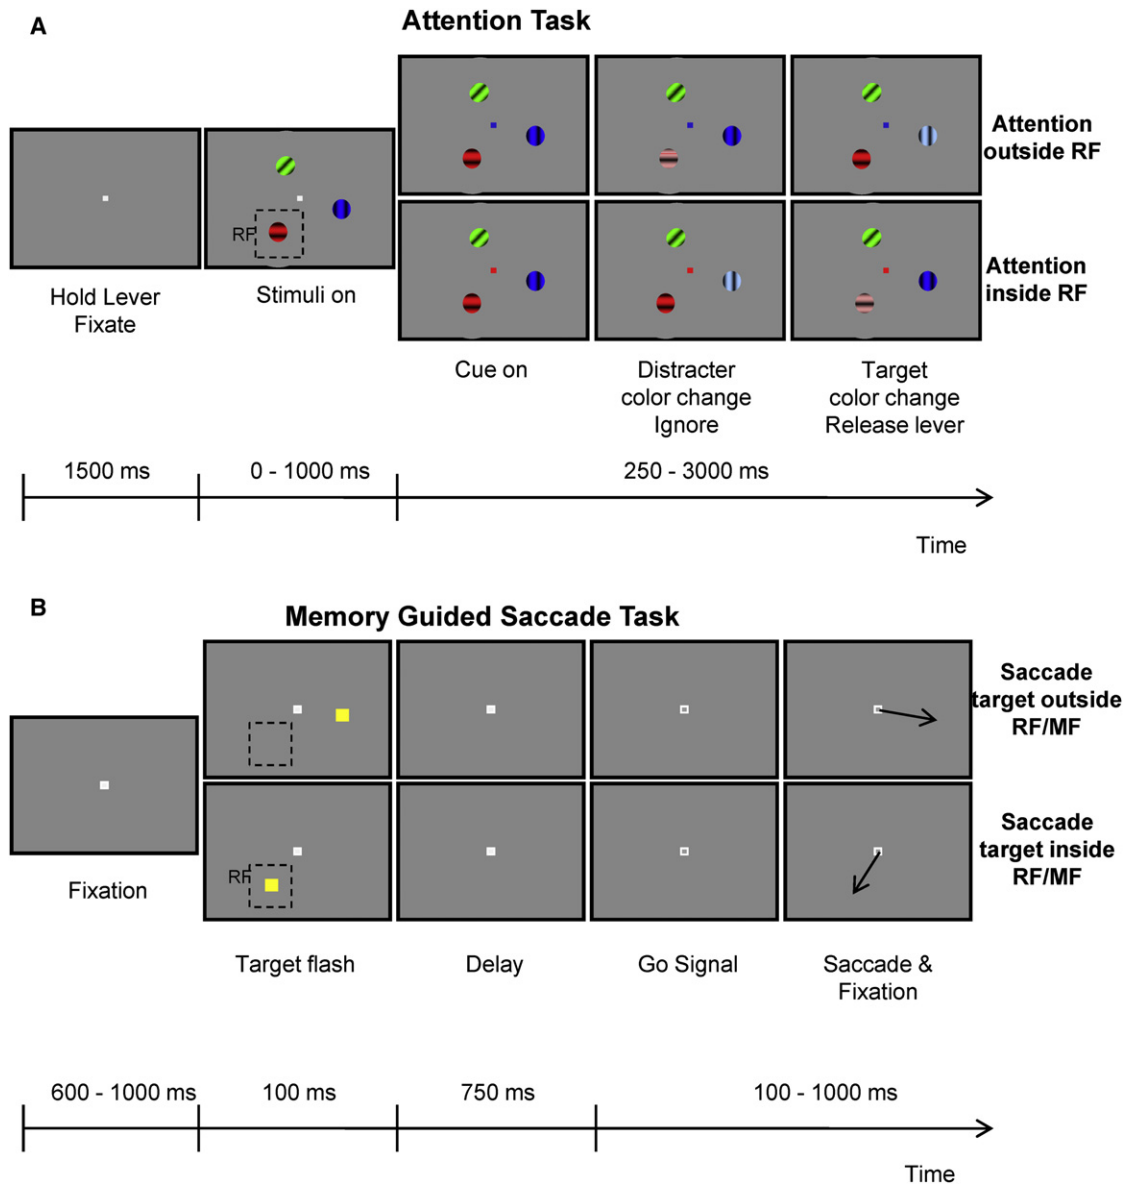 A
Attention Task
RF
Attention
outside RF
Attention
inside RF
Hold Lever
Fixate
Stimuli on
Cue on
Distracter
color change
Ignore
Target
color change
Release lever
1500 ms
0 - 1000 ms
250 - 3000 ms
Time
B
Memory Guided Saccade Task
Saccade
target outside
RF/MF
RF
Saccade
target inside
RF/MF
Fixation
Target flash
Delay
Go Signal
Saccade &
Fixation
600 - 1000 ms
100 ms
750 ms
100 - 1000 ms
Time